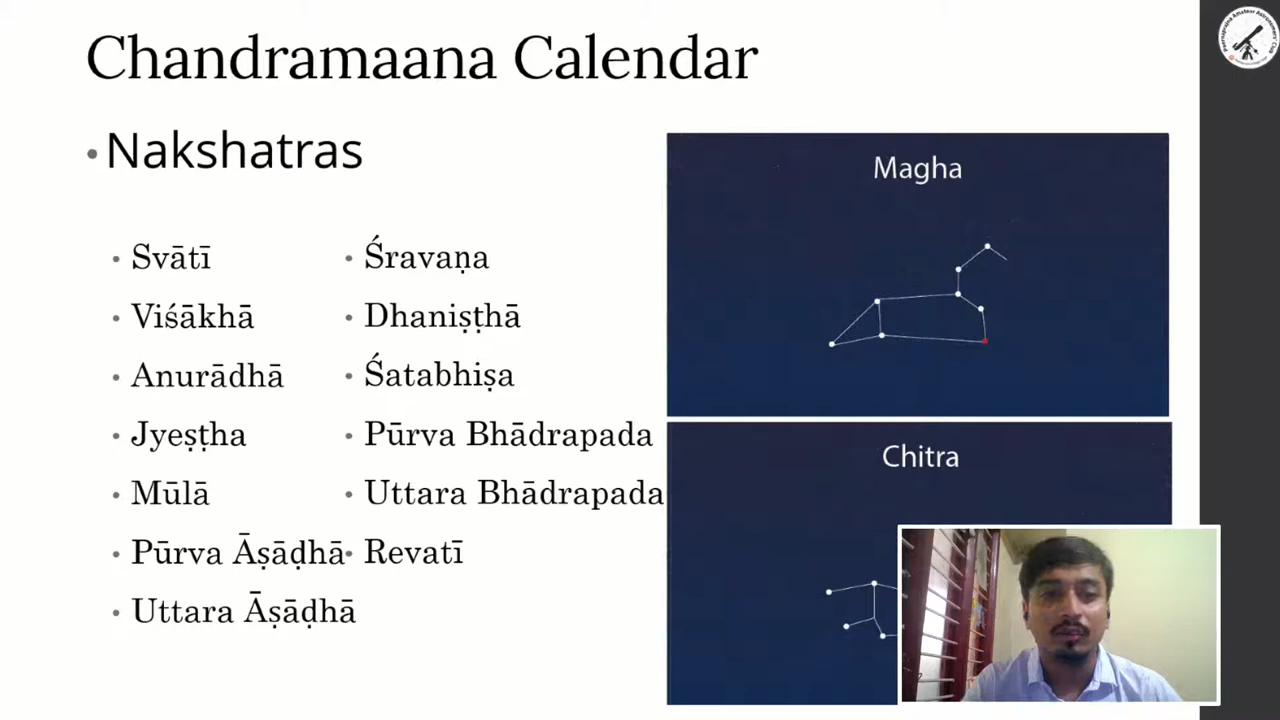 Chandramaana Calendar
• Nakshatras
• Svātī
• Viśākhā
• Anurādhā
• Jyeṣṭha
• Mūlā
• Pūrva Āṣāḍhā
• Uttara Āṣāḍhā
• Śravaṇa
• Dhaniṣṭhā
• Śatabhiṣa
• Pūrva Bhādrapada
• Uttara Bhādrapada
• Revatī
Magha
Chitra